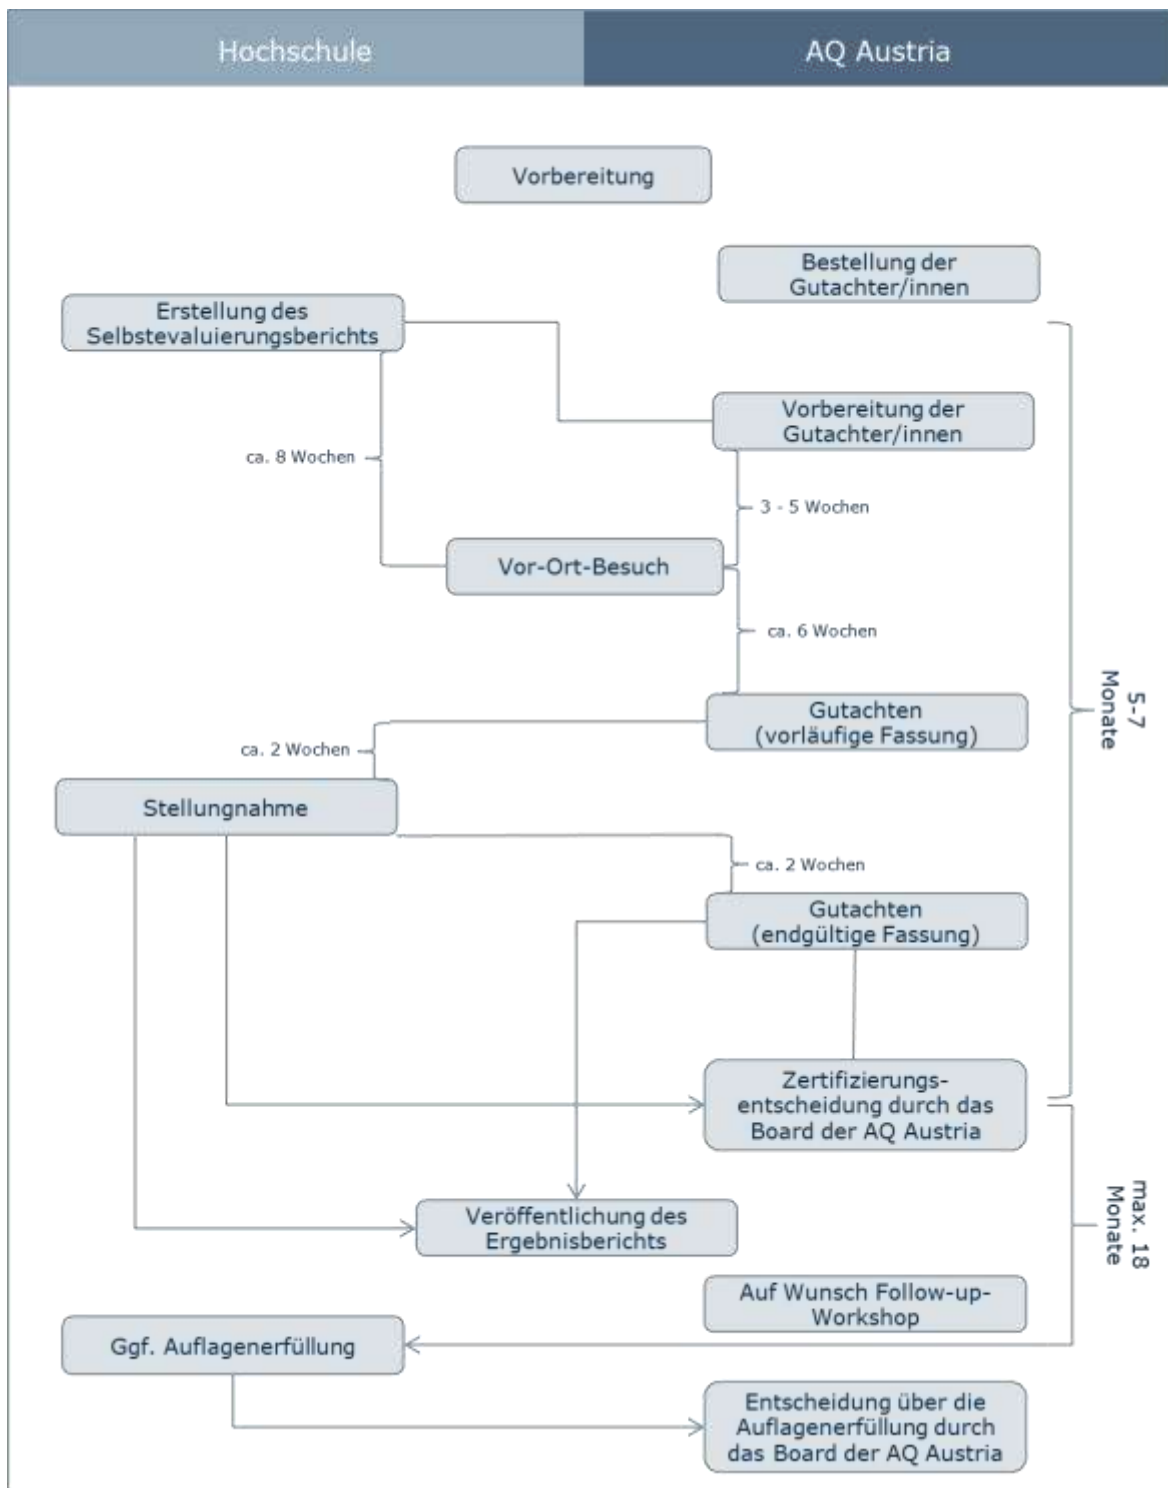 Hochschule
AQ Austria
Vorbereitung
Bestellung der
Gutachter/innen
Erstellung des
Selbstevaluierungsberichts
Vorbereitung der
Gutachter/innen
ca. 8 Wochen
3 - 5 Wochen
Vor-Ort-Besuch
ca. 6 Wochen
5-7
Monate
Gutachten
(vorläufige Fassung)
ca. 2 Wochen
Stellungnahme
ca. 2 Wochen
Gutachten
(endgültige Fassung)
Zertifizierungs-
entscheidung durch das
Board der AQ Austria
max. 18
Monate
Veröffentlichung des
Ergebnisberichts
Auf Wunsch Follow-up-
Workshop
Ggf. Auflagenerfüllung
Entscheidung über die
Auflagenerfüllung durch
das Board der AQ Austria